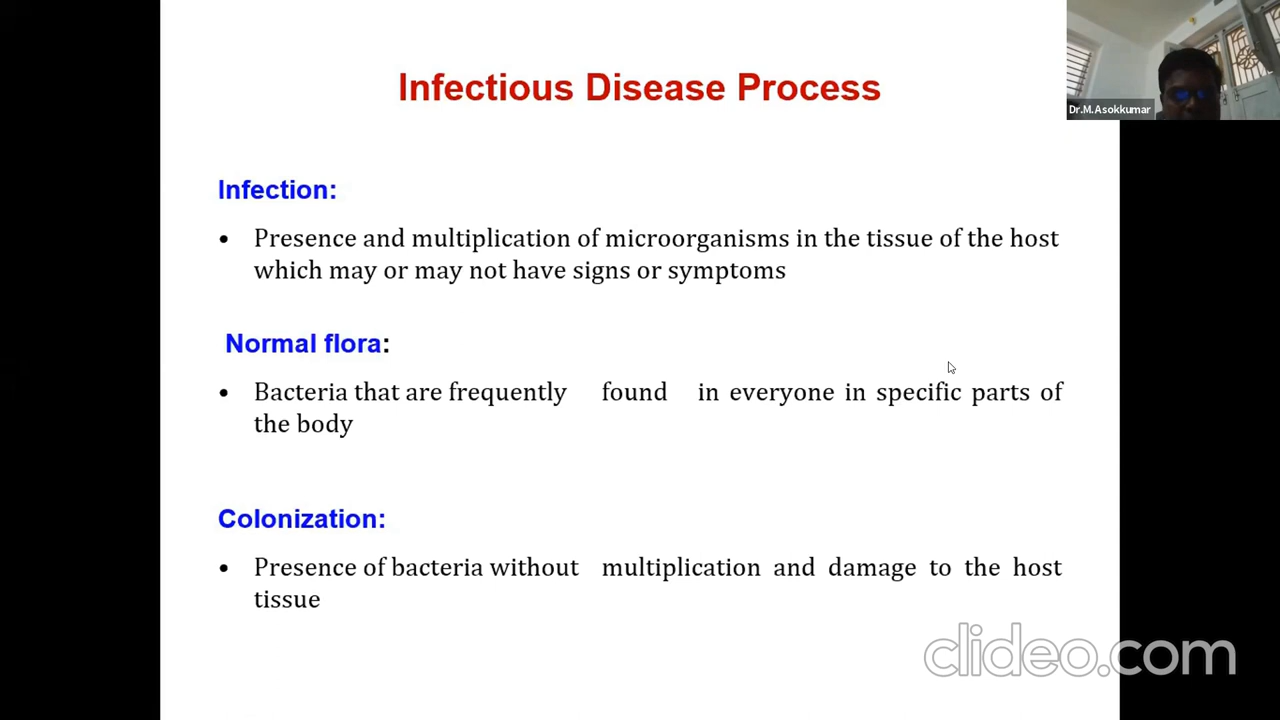 Infectious Disease Process
Dr.M.Asokkumar
Infection:
• Presence and multiplication of microorganisms in the tissue of the host
which may or may not have signs or symptoms
Normal flora:
• Bacteria that are frequently found in everyone in specific parts of
the body
Colonization:
• Presence of bacteria without multiplication and damage to the host
tissue
clideo.com